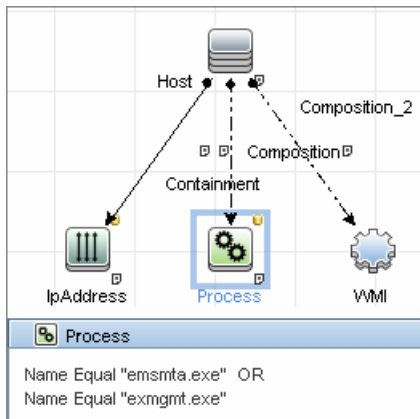 Host
Composition_2
Composition
Containment
IpAddress
Process
WMI
Process
Name Equal "emsmta.exe" OR
Name Equal "exmgmt.exe"